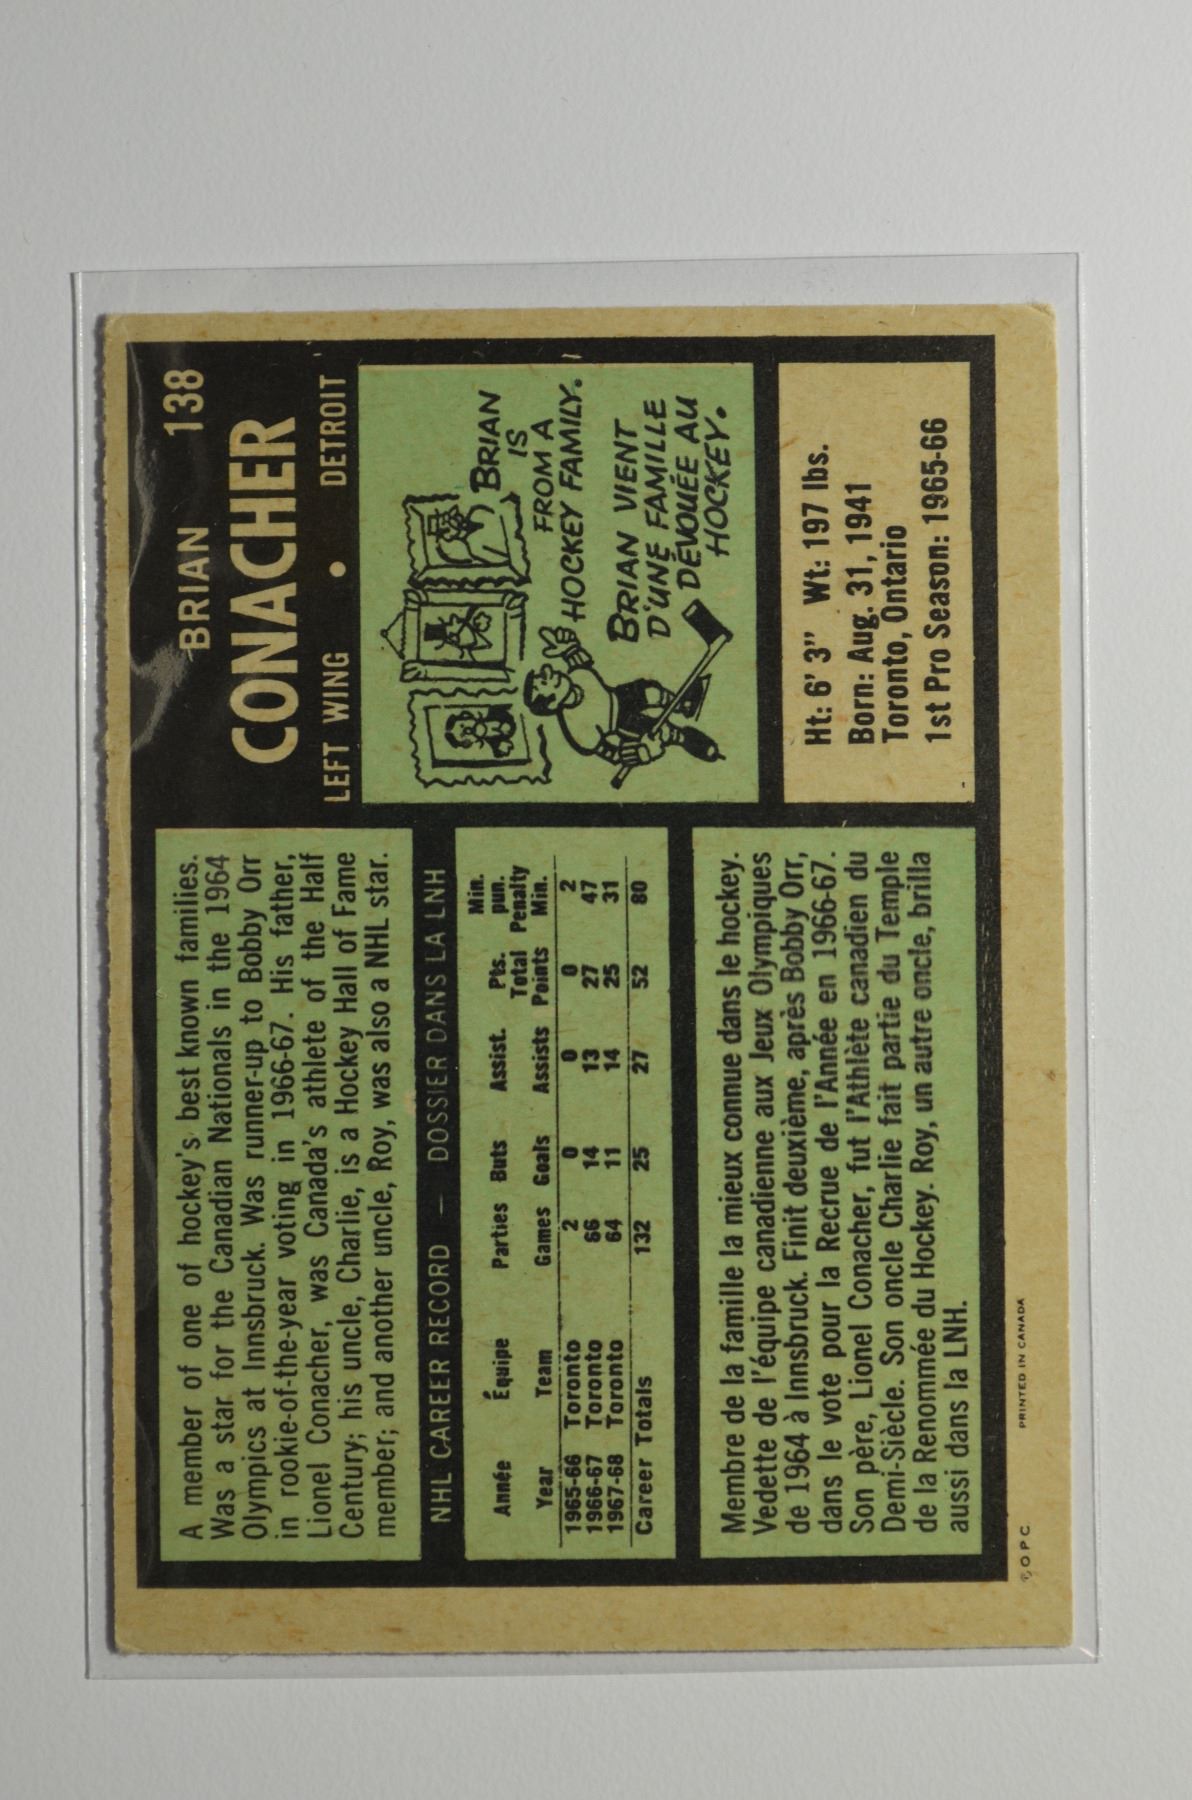 BRIAN 138
CONACHER
LEFT WING • DETROIT
A member of one of hockey's best known families.
Was a star for the Canadian Nationals in the 1964
Olympics at Innsbruck. Was runner-up to Bobby Orr
in rookie-of-the-year voting in 1966-67. His father,
Lionel Conacher, was Canada's athlete of the Half
Century; his uncle, Charlie, is a Hockey Hall of Fame
member; and another uncle, Roy, was also a NHL star.
NHL CAREER RECORD — DOSSIER DANS LA LNH
Année Équipe Parties Buts Assist. Pts. Min. pun.
Year Team Games Goals Assists Total Points Penalty Min.
1965-66 Toronto 2 0 0 0 2
1966-67 Toronto 66 14 13 27 47
1967-68 Toronto 64 11 14 25 31
Career Totals 132 25 27 52 80
Membre de la famille la mieux connue dans le hockey.
Vedette de l'équipe canadienne aux Jeux Olympiques
de 1964 à Innsbruck. Finit deuxième, après Bobby Orr,
dans le vote pour la Recrue de l'Année en 1966-67.
Son père, Lionel Conacher, fut l'Athlète canadien du
Demi-Siècle. Son oncle Charlie fait partie du Temple
de la Renommée du Hockey. Roy, un autre oncle, brilla
aussi dans la LNH.
BRIAN
IS
FROM A
HOCKEY FAMILY.
BRIAN VIENT
D'UNE FAMILLE
DÉVOUÉE AU
HOCKEY.
Ht: 6' 3" Wt: 197 lbs.
Born: Aug. 31, 1941
Toronto, Ontario
1st Pro Season: 1965-66
© O.P.C. PRINTED IN CANADA